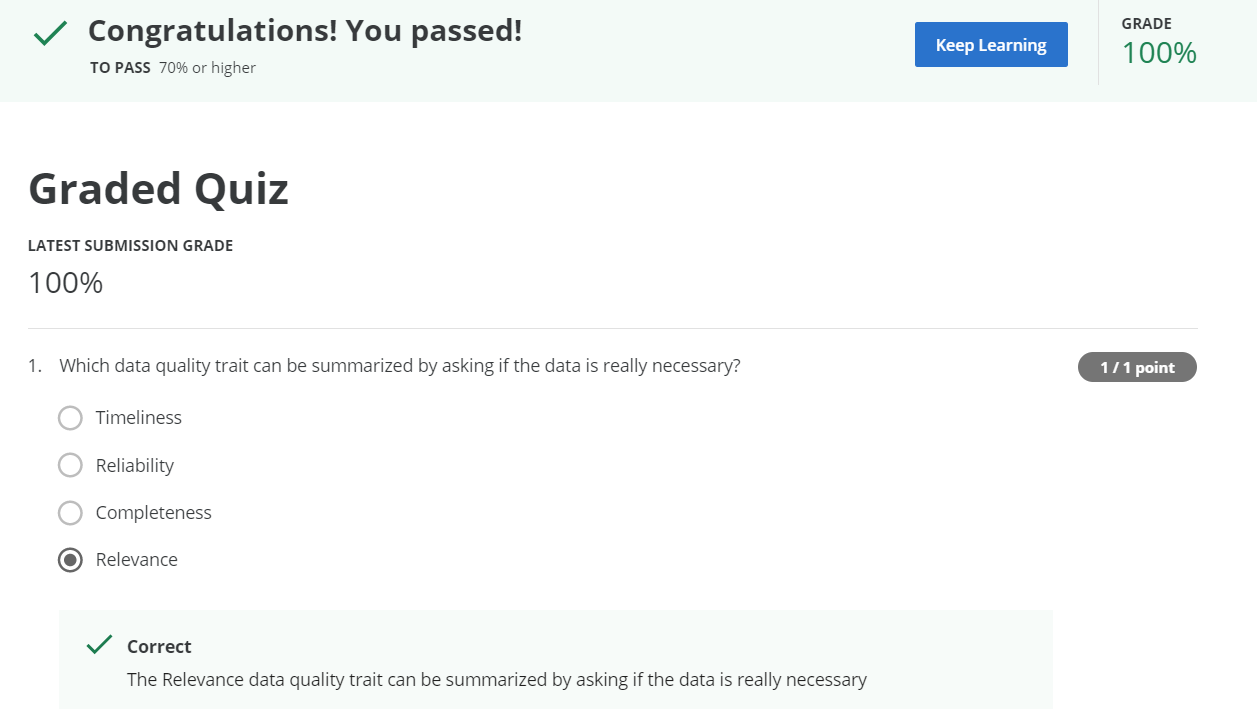 Congratulations! You passed!
TO PASS 70% or higher
Keep Learning
GRADE
100%
Graded Quiz
LATEST SUBMISSION GRADE
100%
1. Which data quality trait can be summarized by asking if the data is really necessary?
1 / 1 point
Timeliness
Reliability
Completeness
Relevance
Correct
The Relevance data quality trait can be summarized by asking if the data is really necessary